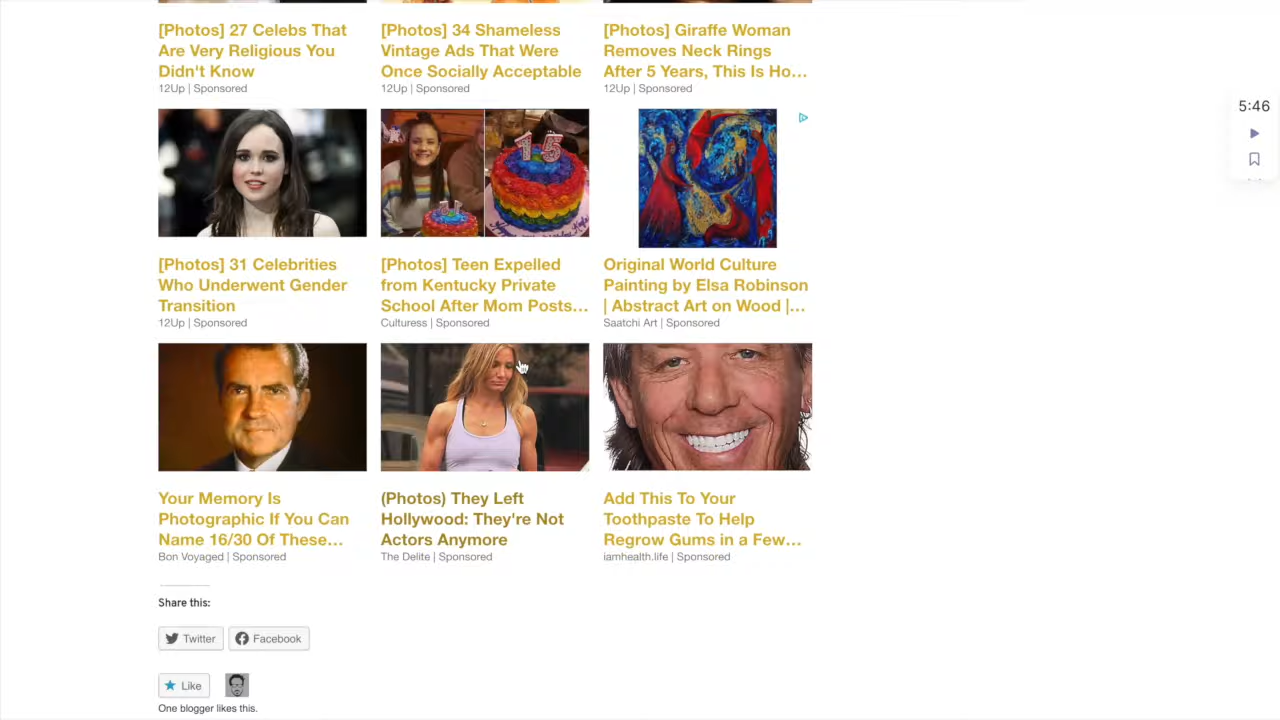 [Photos] 27 Celebs That
Are Very Religious You
Didn't Know
12Up | Sponsored
[Photos] 34 Shameless
Vintage Ads That Were
Once Socially Acceptable
12Up | Sponsored
[Photos] Giraffe Woman
Removes Neck Rings
After 5 Years, This Is Ho...
12Up | Sponsored
5:46
15
[Photos] 31 Celebrities
Who Underwent Gender
Transition
12Up | Sponsored
[Photos] Teen Expelled
from Kentucky Private
School After Mom Posts...
Culturess | Sponsored
Original World Culture
Painting by Elsa Robinson
| Abstract Art on Wood |...
Saatchi Art | Sponsored
Your Memory Is
Photographic If You Can
Name 16/30 Of These...
Bon Voyaged | Sponsored
(Photos) They Left
Hollywood: They're Not
Actors Anymore
The Delite | Sponsored
Add This To Your
Toothpaste To Help
Regrow Gums in a Few...
iamhealth.life | Sponsored
Share this:
Twitter
Facebook
Like
One blogger likes this.